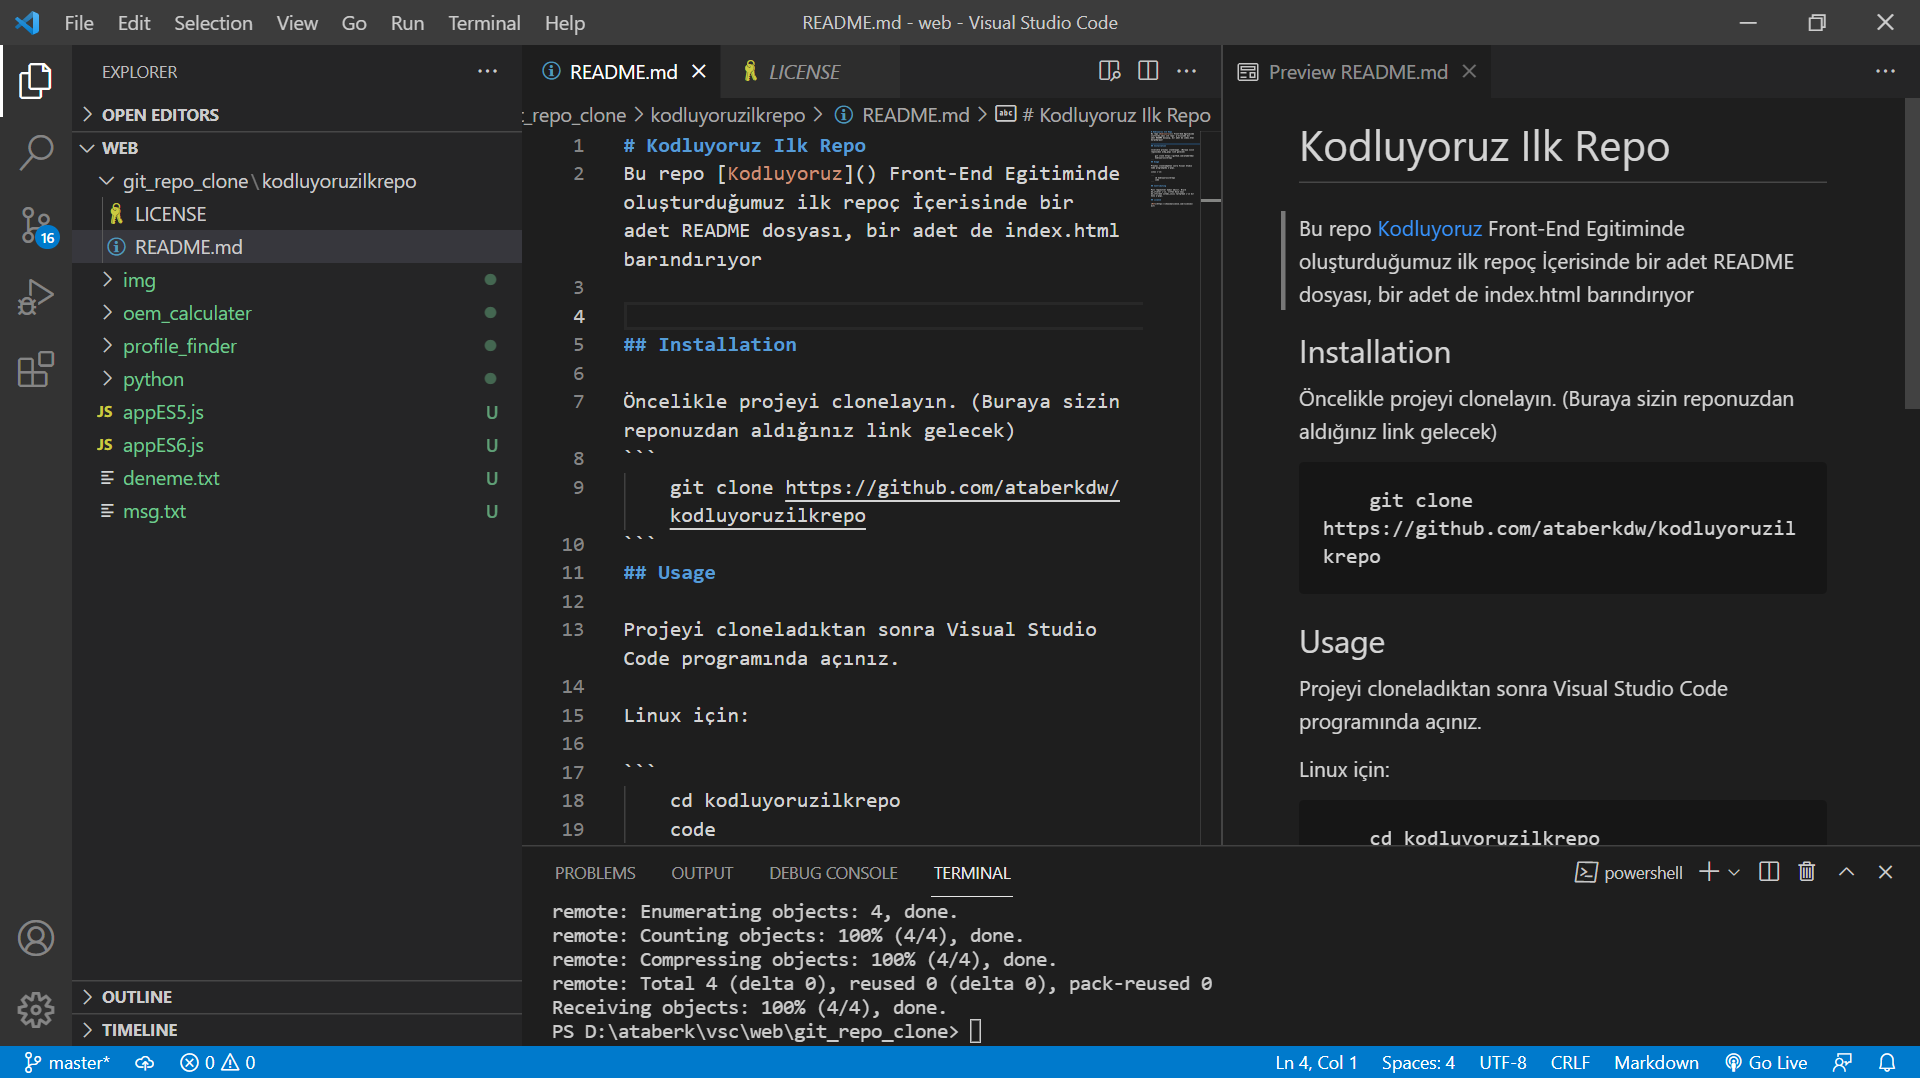 File Edit Selection View Go Run Terminal Help
README.md - web - Visual Studio Code
EXPLORER
OPEN EDITORS
WEB
git_repo_clone\kodluyoruzilkrepo
LICENSE
README.md
img
oem_calculater
profile_finder
python
JS appES5.js U
JS appES6.js U
deneme.txt U
msg.txt U
16
OUTLINE
TIMELINE
README.md
LICENSE
_repo_clone > kodluyoruzilkrepo > README.md > abc # Kodluyoruz Ilk Repo
1 # Kodluyoruz Ilk Repo
2 Bu repo [Kodluyoruz]() Front-End Egitiminde
oluşturduğumuz ilk repoç İçerisinde bir
adet README dosyası, bir adet de index.html
barındırıyor
3
4
5 ## Installation
6
7 Öncelikle projeyi clonelayın. (Buraya sizin
reponuzdan aldığınız link gelecek)
8 ```
9 git clone https://github.com/ataberkdw/
kodluyoruzilkrepo
10 ```
11 ## Usage
12
13 Projeyi cloneladıktan sonra Visual Studio
Code programında açınız.
14
15 Linux için:
16
17 ```
18 cd kodluyoruzilkrepo
19 code
Preview README.md
Kodluyoruz Ilk Repo
Bu repo Kodluyoruz Front-End Egitiminde
oluşturduğumuz ilk repoç İçerisinde bir adet README
dosyası, bir adet de index.html barındırıyor
Installation
Öncelikle projeyi clonelayın. (Buraya sizin reponuzdan
aldığınız link gelecek)
git clone
https://github.com/ataberkdw/kodluyoruzil
krepo
Usage
Projeyi cloneladıktan sonra Visual Studio Code
programında açınız.
Linux için:
cd kodluyoruzilkrepo
PROBLEMS OUTPUT DEBUG CONSOLE TERMINAL
powershell
remote: Enumerating objects: 4, done.
remote: Counting objects: 100% (4/4), done.
remote: Compressing objects: 100% (4/4), done.
remote: Total 4 (delta 0), reused 0 (delta 0), pack-reused 0
Receiving objects: 100% (4/4), done.
PS D:\ataberk\vsc\web\git_repo_clone>
master* 0 0
Ln 4, Col 1 Spaces: 4 UTF-8 CRLF Markdown Go Live